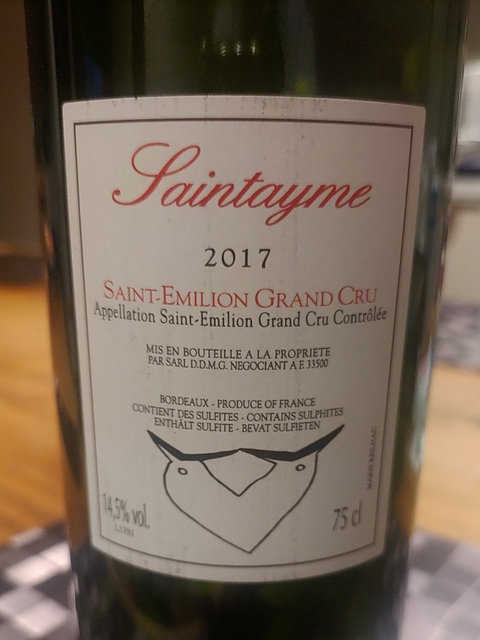 Saintayme
2017
SAINT-EMILION GRAND CRU
Appellation Saint-Emilion Grand Cru Contrôlée
MIS EN BOUTEILLE A LA PROPRIETE
PAR SARL D.D.M.G. NEGOCIANT A F. 33500
BORDEAUX - PRODUCE OF FRANCE
CONTIENT DES SULFITES - CONTAINS SULPHITES
ENTHÄLT SULFITE - BEVAT SULFIETEN
14,5% vol.
75 cl